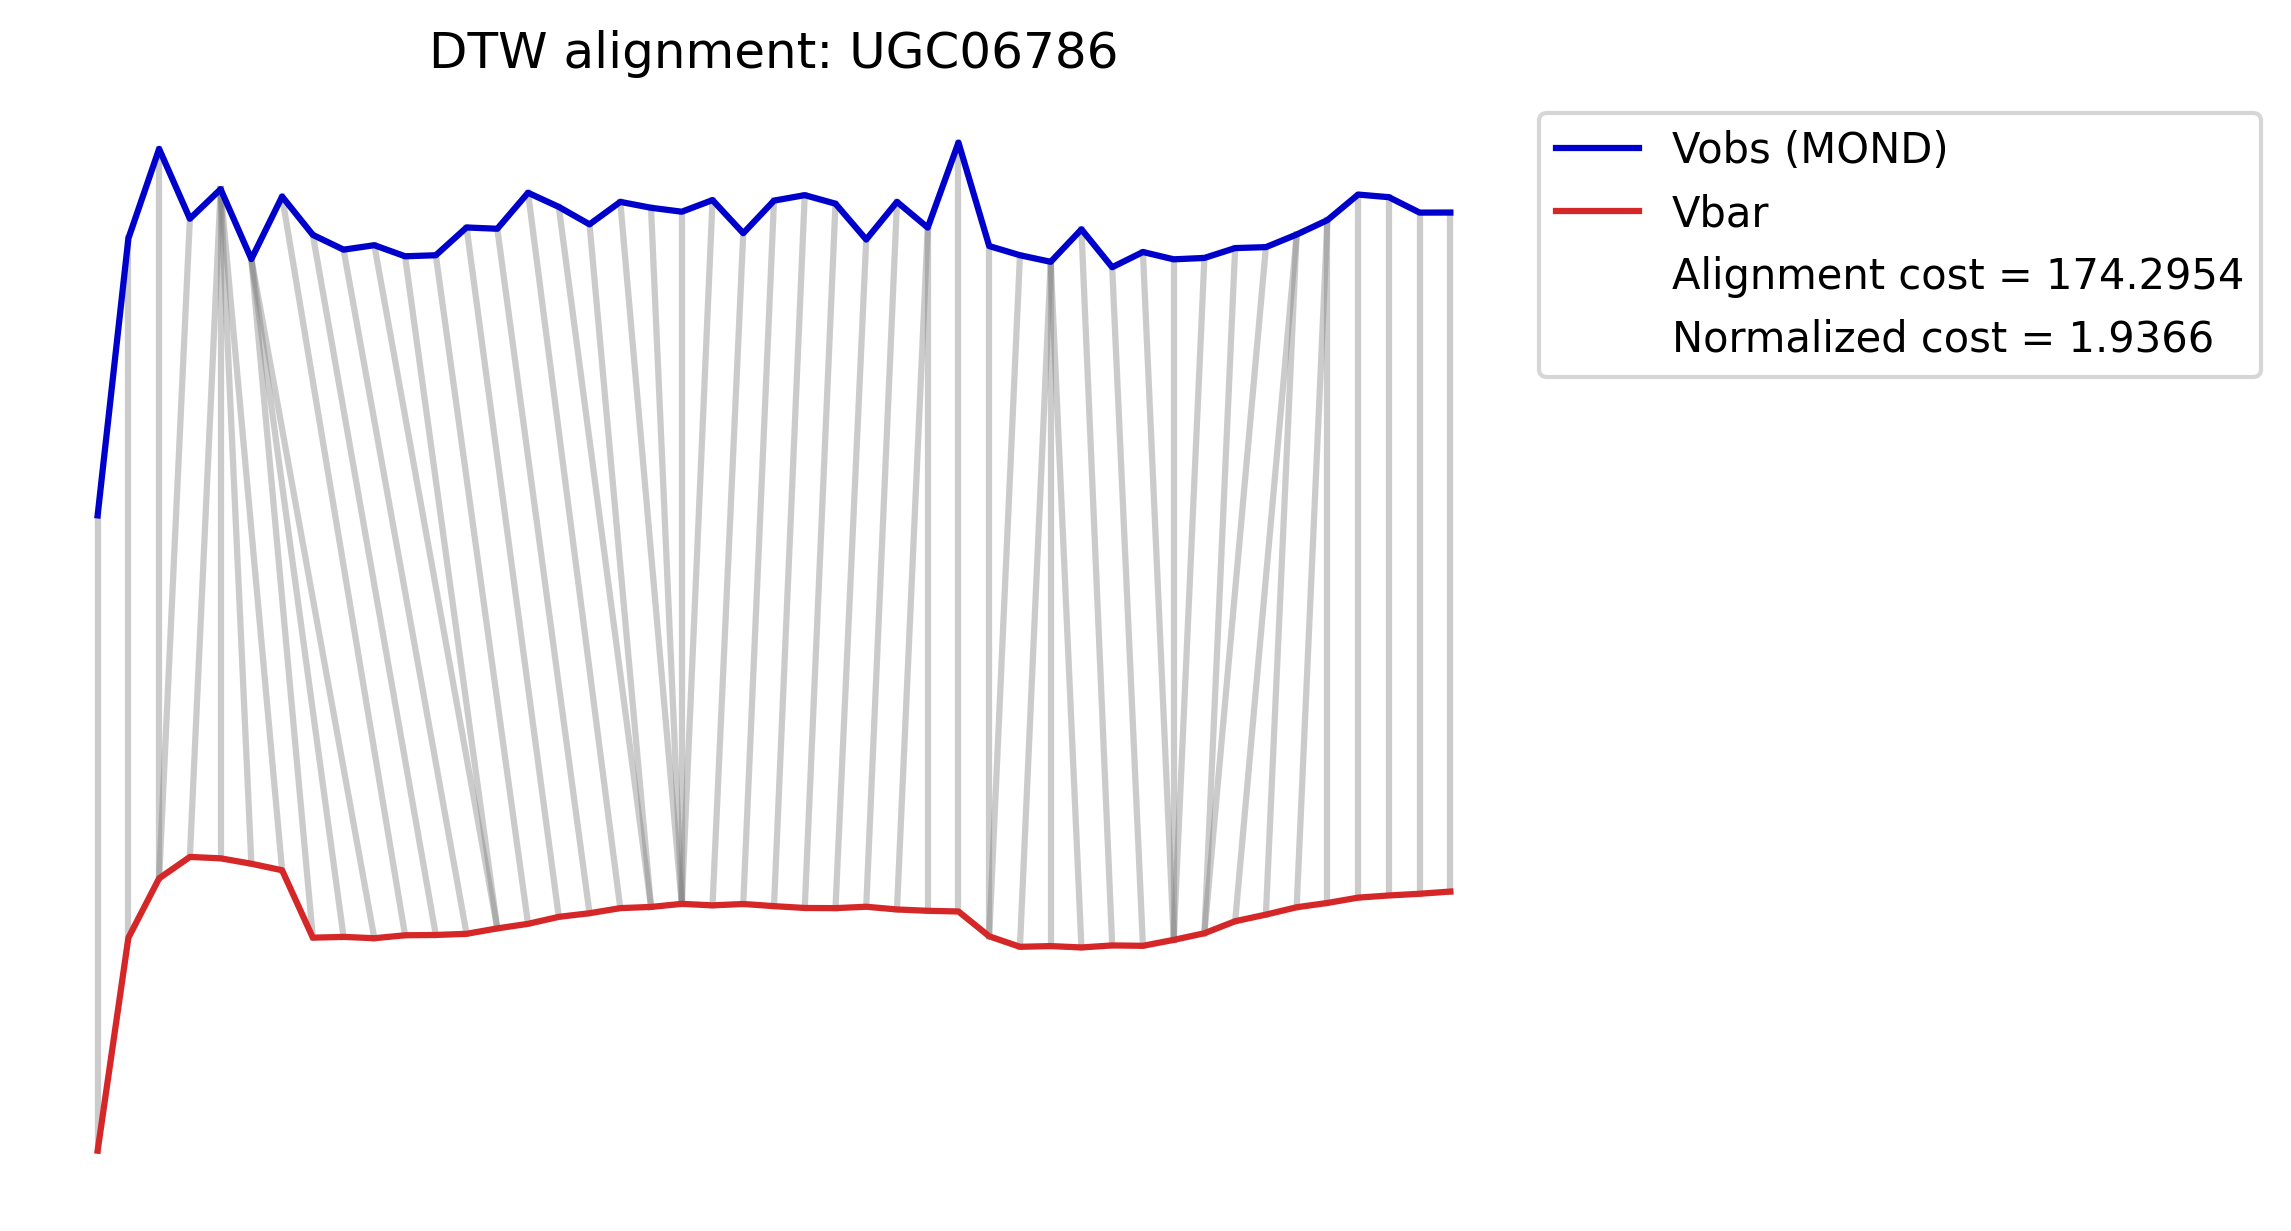 DTW alignment: UGC06786
Vobs (MOND)
Vbar
Alignment cost = 174.2954
Normalized cost = 1.9366